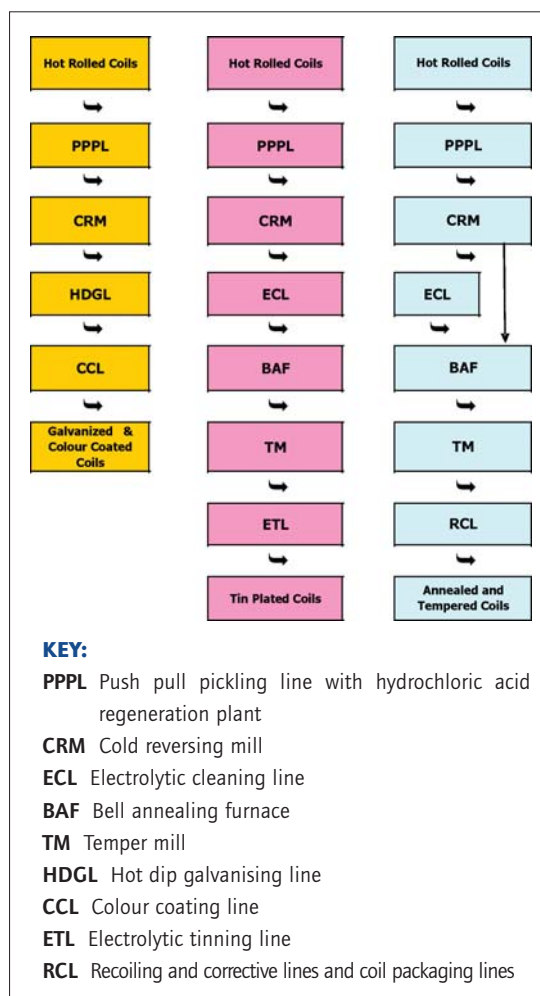 Hot Rolled Coils
PPPL
CRM
HDGL
CCL
Galvanized &
Colour Coated
Coils
Hot Rolled Coils
PPPL
CRM
ECL
BAF
TM
ETL
Tin Plated Coils
Hot Rolled Coils
PPPL
CRM
ECL
BAF
TM
RCL
Annealed and
Tempered Coils
KEY:
PPPL Push pull pickling line with hydrochloric acid
regeneration plant
CRM Cold reversing mill
ECL Electrolytic cleaning line
BAF Bell annealing furnace
TM Temper mill
HDGL Hot dip galvanising line
CCL Colour coating line
ETL Electrolytic tinning line
RCL Recoiling and corrective lines and coil packaging lines